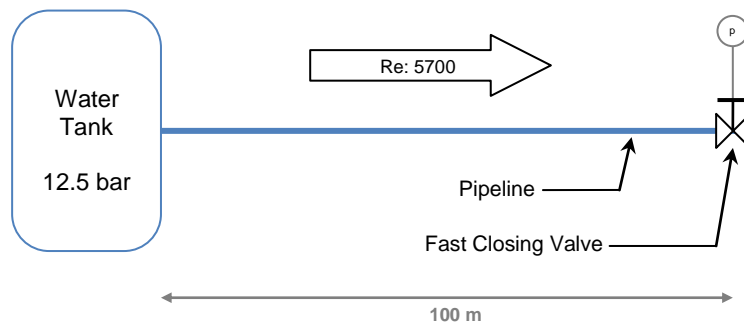 p
Re: 5700
Water
Tank
12.5 bar
Pipeline
Fast Closing Valve
100 m